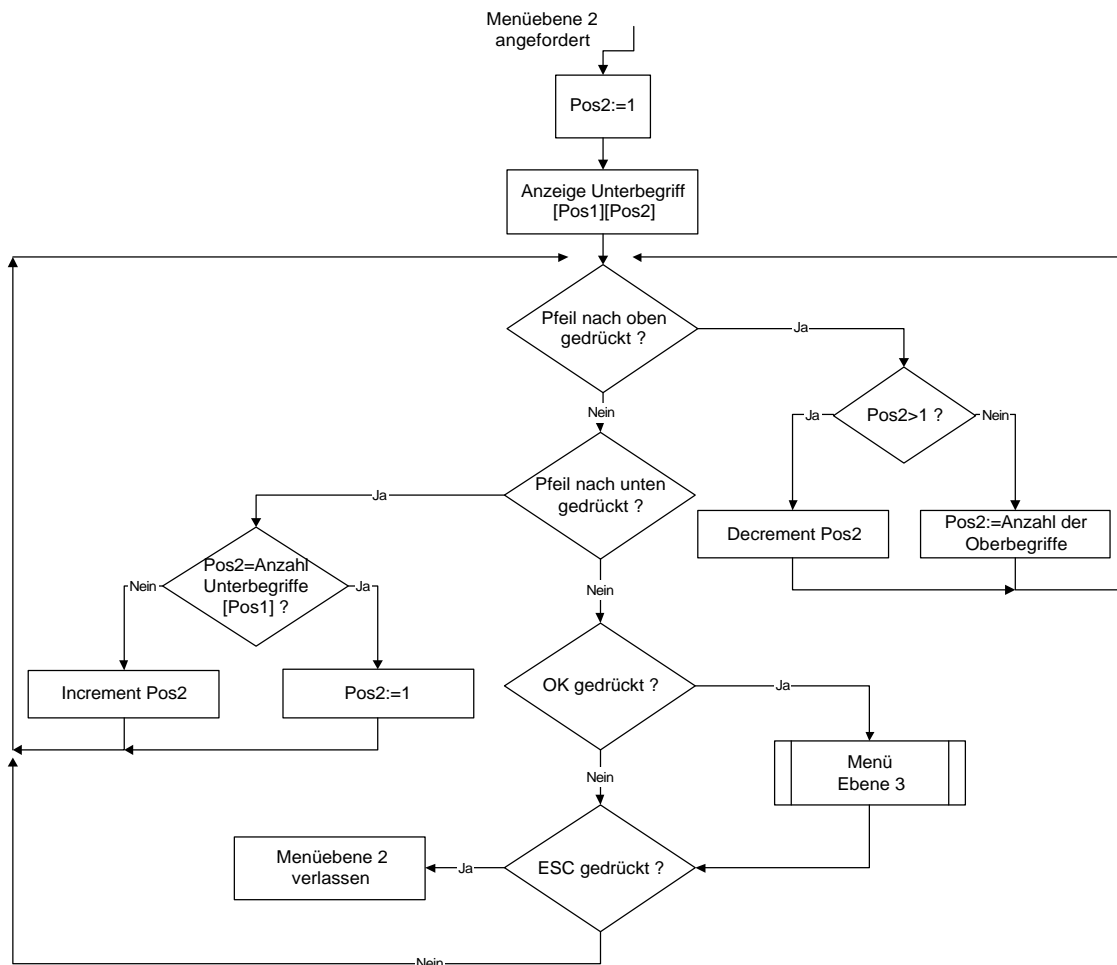 Menüebene 2
angefordert
Pos2:=1
Anzeige Unterbegriff
[Pos1][Pos2]
Pfeil nach oben
gedrückt ?
Ja
Nein
Pos2>1 ?
Ja
Nein
Decrement Pos2
Pos2:=Anzahl der
Oberbegriffe
Pfeil nach unten
gedrückt ?
Ja
Nein
Pos2=Anzahl
Unterbegriffe
[Pos1] ?
Nein
Ja
Increment Pos2
Pos2:=1
OK gedrückt ?
Ja
Nein
Menü
Ebene 3
ESC gedrückt ?
Ja
Menüebene 2
verlassen
Nein